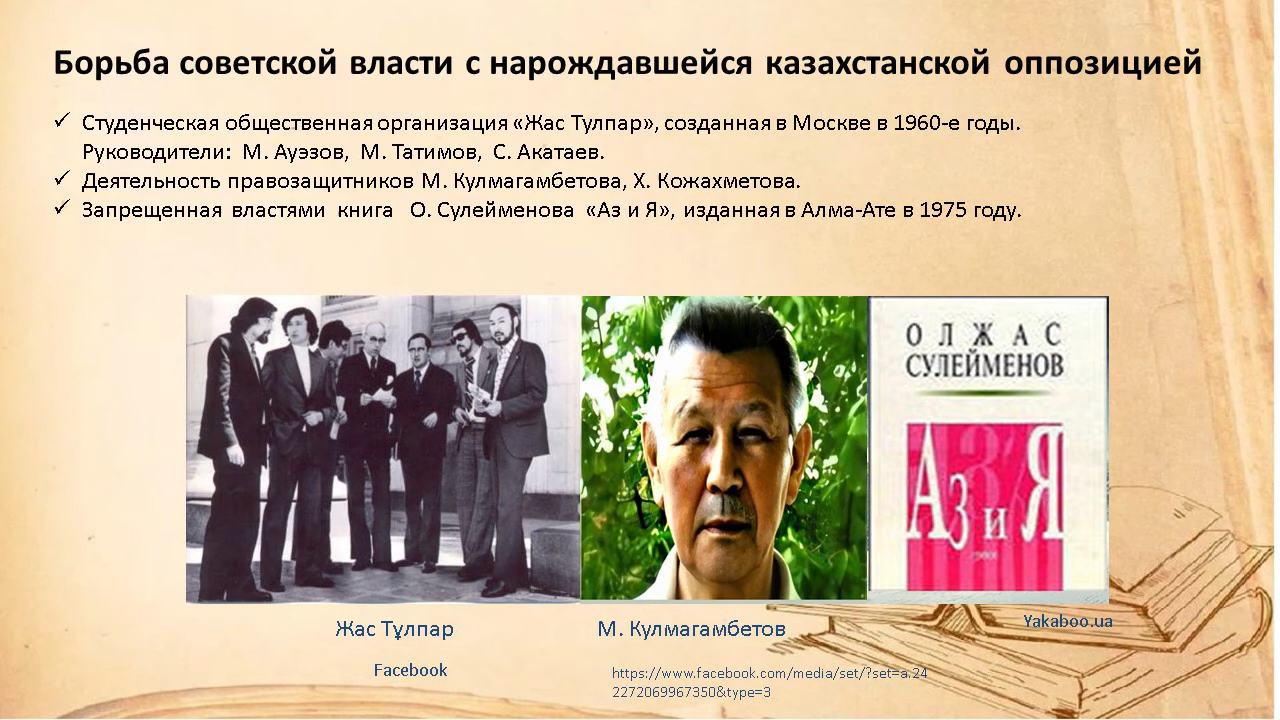 Борьба советской власти с нарождавшейся казахстанской оппозицией
✓ Студенческая общественная организация «Жас Тулпар», созданная в Москве в 1960-е годы.
Руководители: М. Ауэзов, М. Татимов, С. Акатаев.
✓ Деятельность правозащитников М. Кулмагамбетова, Х. Кожахметова.
✓ Запрещенная властями книга О. Сулейменова «Аз и Я», изданная в Алма-Ате в 1975 году.
ОЛЖАС
СУЛЕЙМЕНОВ
Аз и Я
Жас Тұлпар
М. Кулмагамбетов
Yakaboo.ua
Facebook
https://www.facebook.com/media/set/?set=a.24
2272069967350&type=3